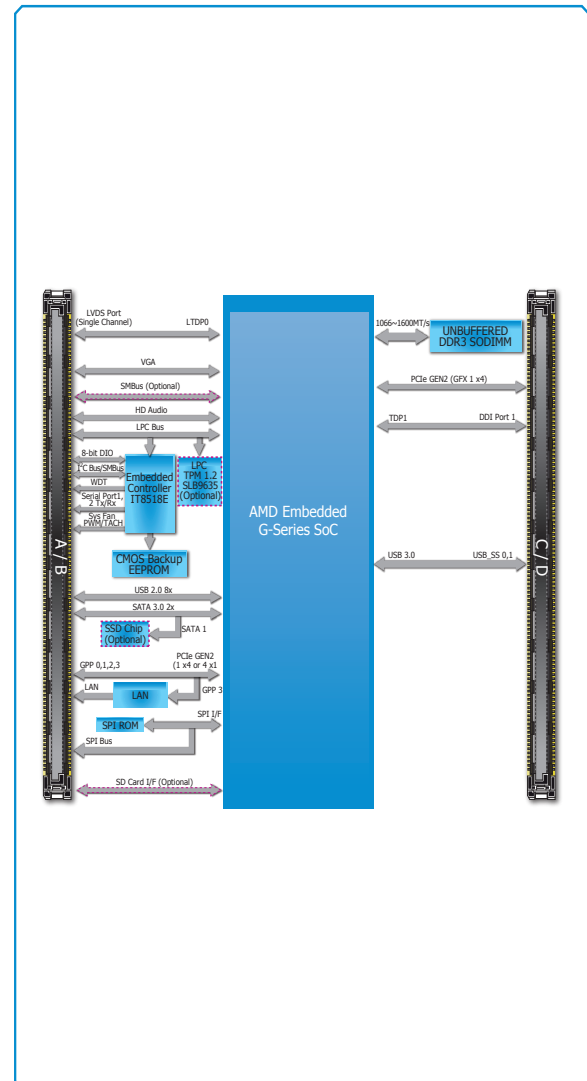 LVDS Port
(Single Channel)
LTDP0
VGA
SMBus (Optional)
HD Audio
LPC Bus
8-bit DIO
I²C Bus/SMBus
WDT
Serial Port1,
2 Tx/Rx
Sys Fan
PWM/TACH
Embedded
Controller
IT8518E
LPC
TPM 1.2
SLB9635
(Optional)
CMOS Backup
EEPROM
USB 2.0 8x
SATA 3.0 2x
SSD Chip
(Optional)
SATA 1
GPP 0,1,2,3
PCIe GEN2
(1 x4 or 4 x1
LAN
LAN
GPP 3
SPI I/F
SPI ROM
SPI Bus
SD Card I/F (Optional)
A / B
AMD Embedded
G-Series SoC
1066~1600MT/s
UNBUFFERED
DDR3 SODIMM
PCIe GEN2 (GFX 1 x4)
TDP1
DDI Port 1
USB 3.0
USB_SS 0,1
C / D